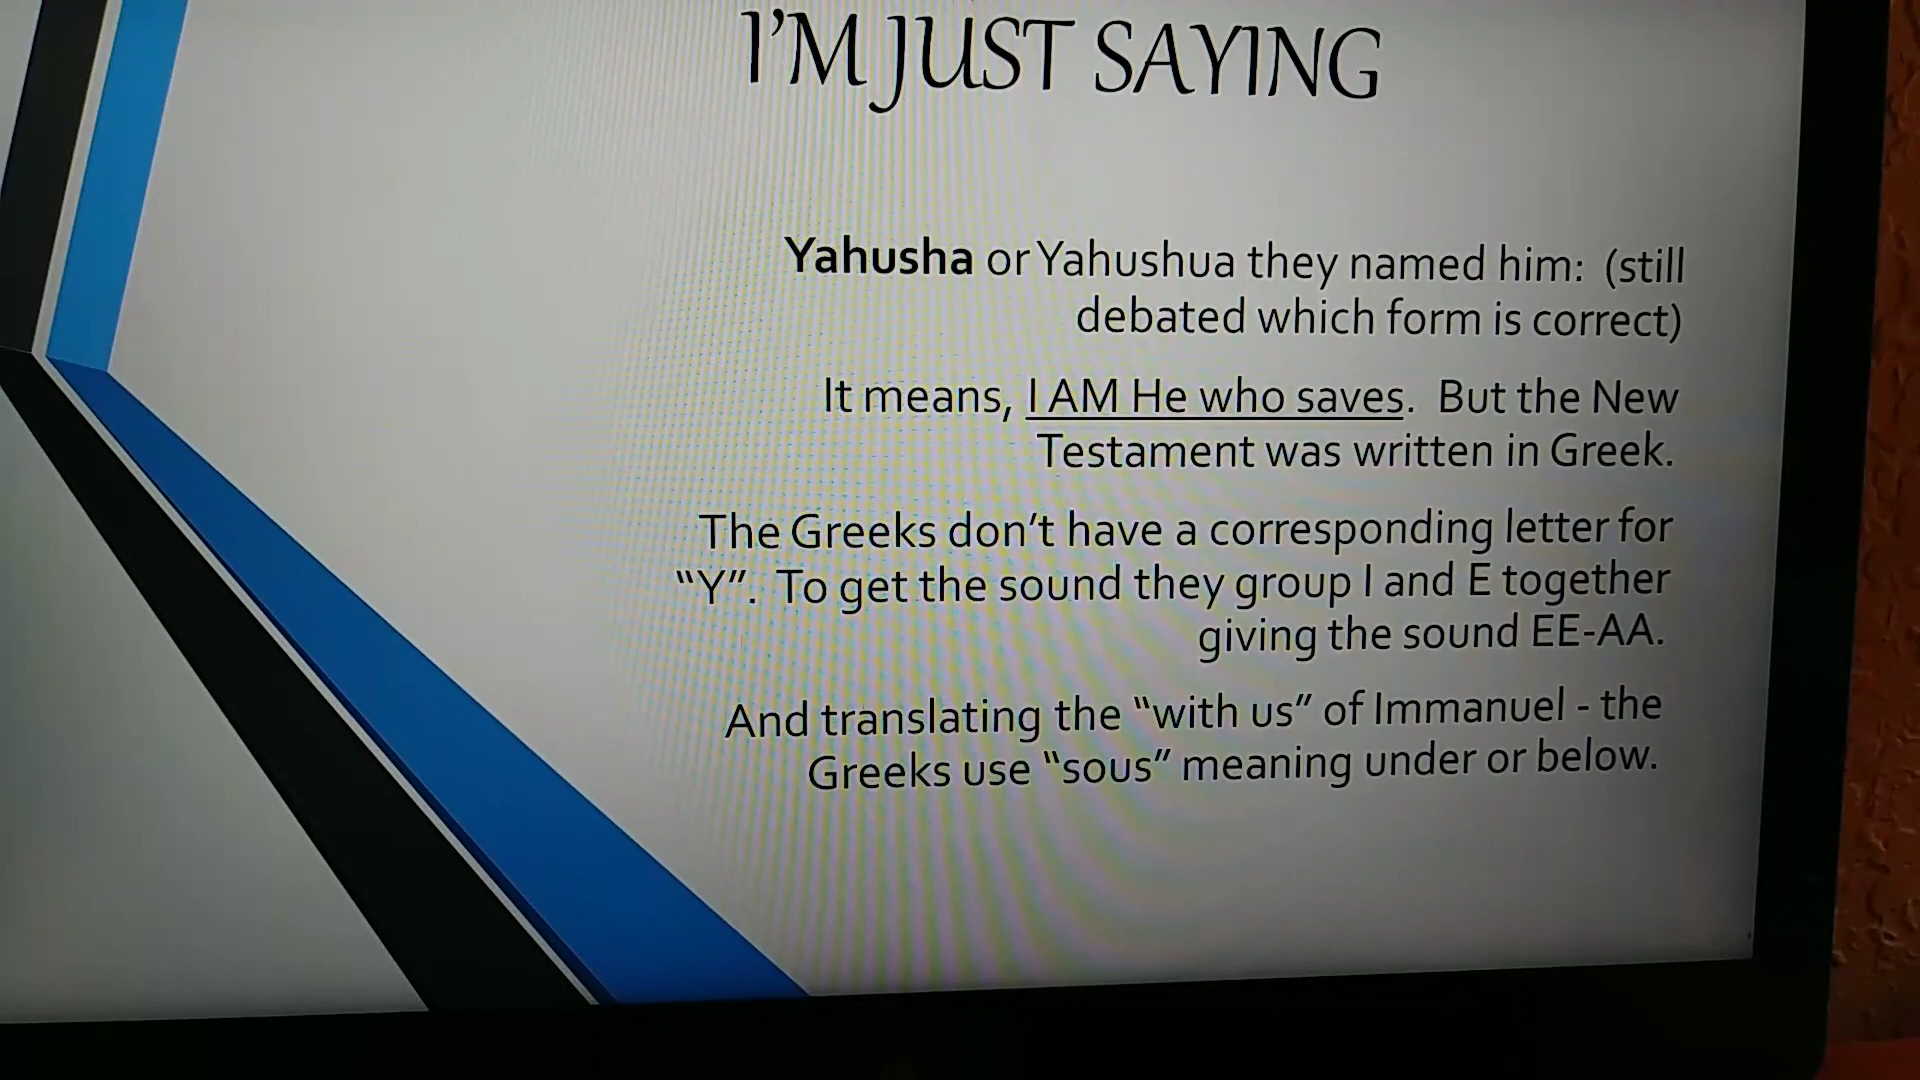 I'M JUST SAYING
Yahusha or Yahushua they named him: (still
debated which form is correct)
It means, I AM He who saves. But the New
Testament was written in Greek.
The Greeks don't have a corresponding letter for
“Y”. To get the sound they group I and E together
giving the sound EE-AA.
And translating the “with us” of Immanuel - the
Greeks use “sous” meaning under or below.